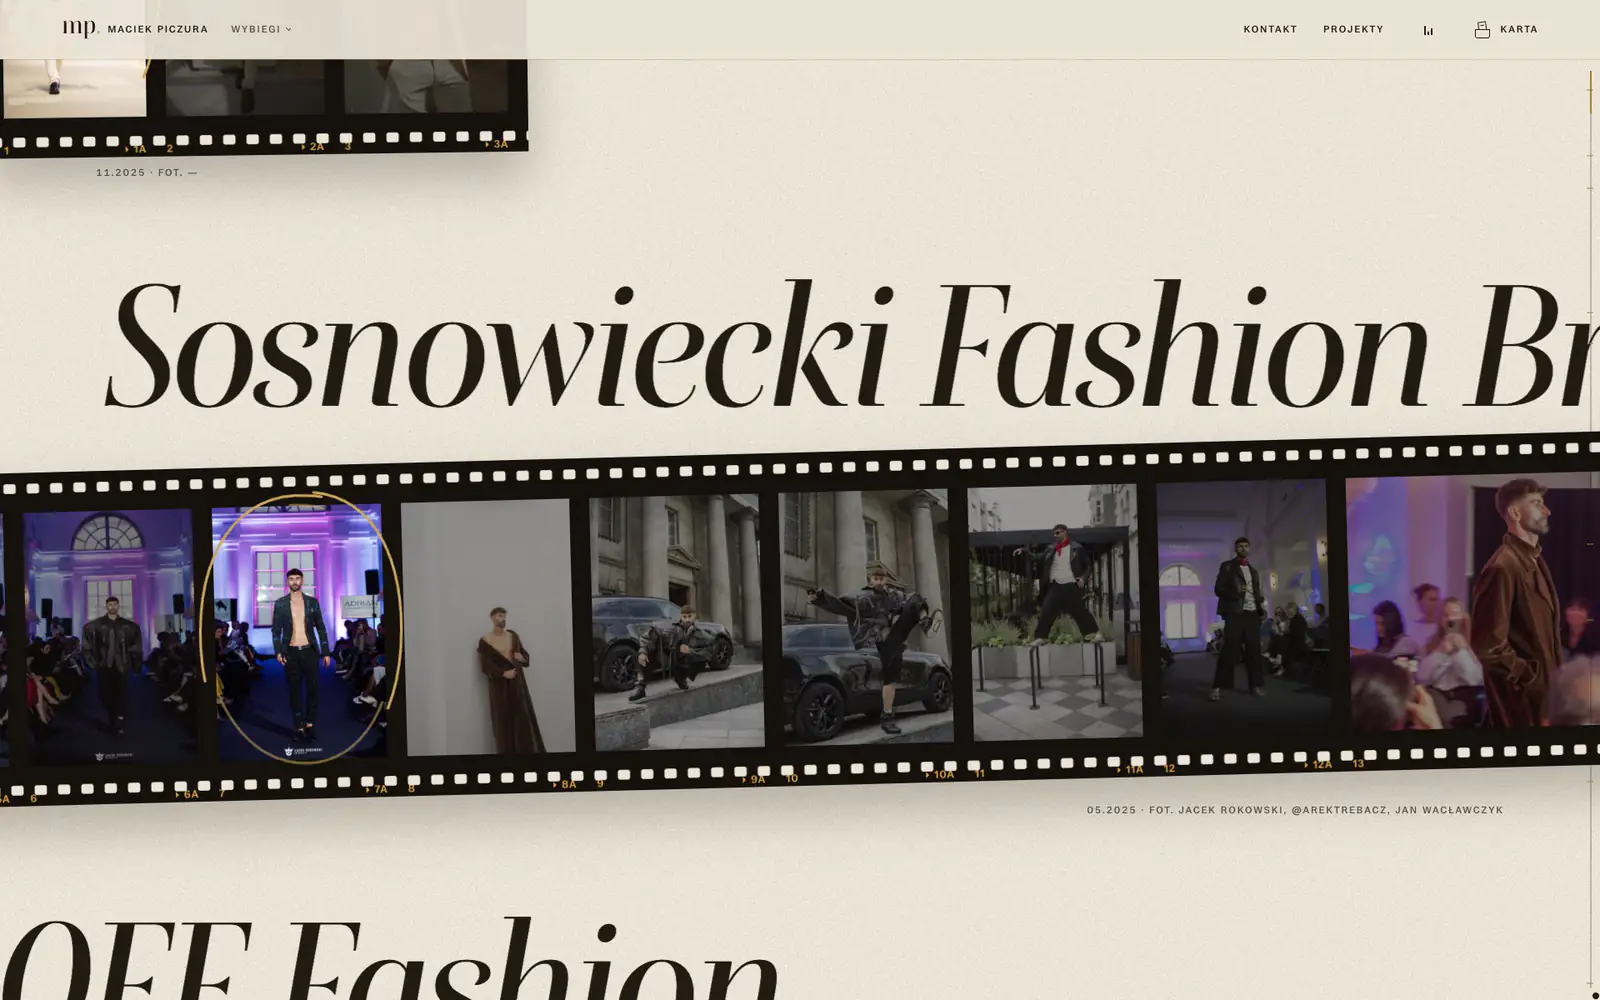 mp. MACIEK PICZURA WYBIEGI KONTAKT PROJEKTY KARTA
1 1A 2 2A 3 3A
11.2025 · FOT. —
Sosnowiecki Fashion Br
6 6A 7 7A 8 8A 9 9A 10 10A 11 11A 12 12A 13
05.2025 · FOT. JACEK ROKOWSKI, @AREKTREBACZ, JAN WACŁAWCZYK
OFF Fashion